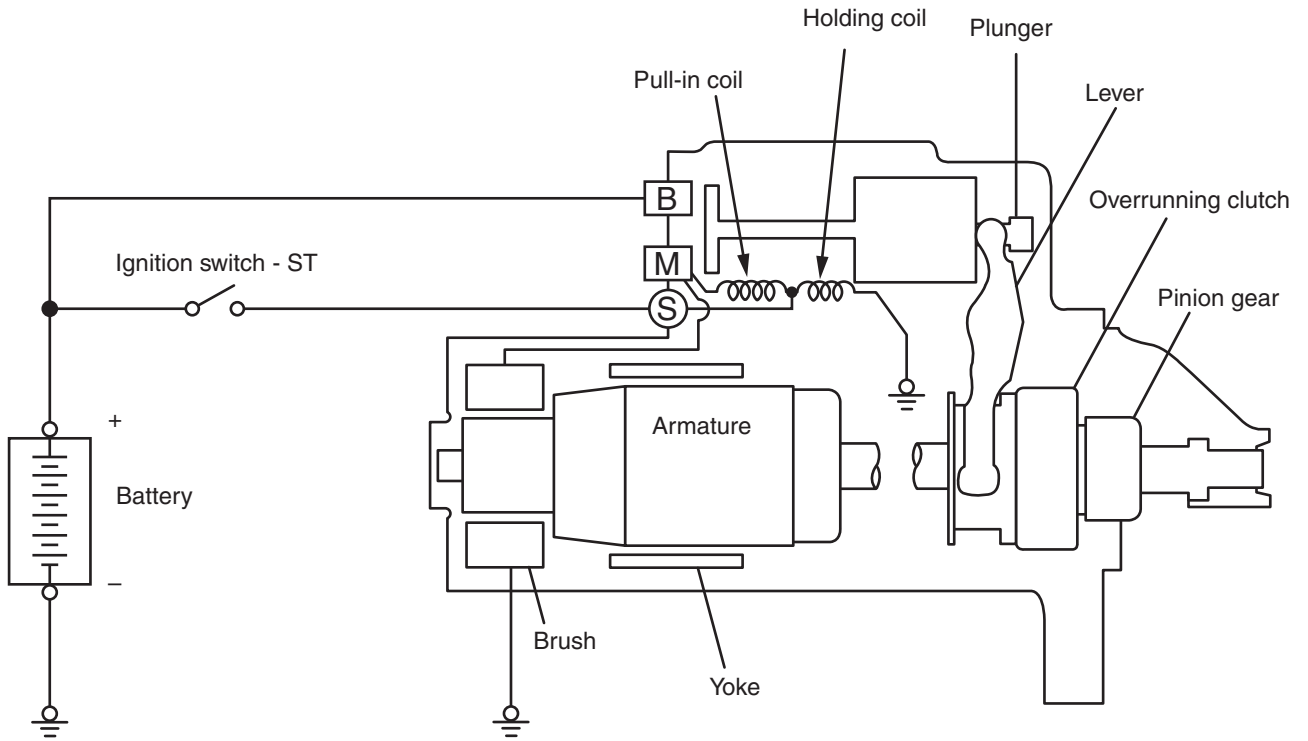 Holding coil
Plunger
Pull-in coil
Lever
B
Overrunning clutch
Ignition switch - ST
M
Pinion gear
S
+
Armature
Battery
–
Brush
Yoke